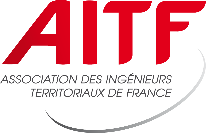 AITF
ASSOCIATION DES INGÉNIEURS
TERRITORIAUX DE FRANCE